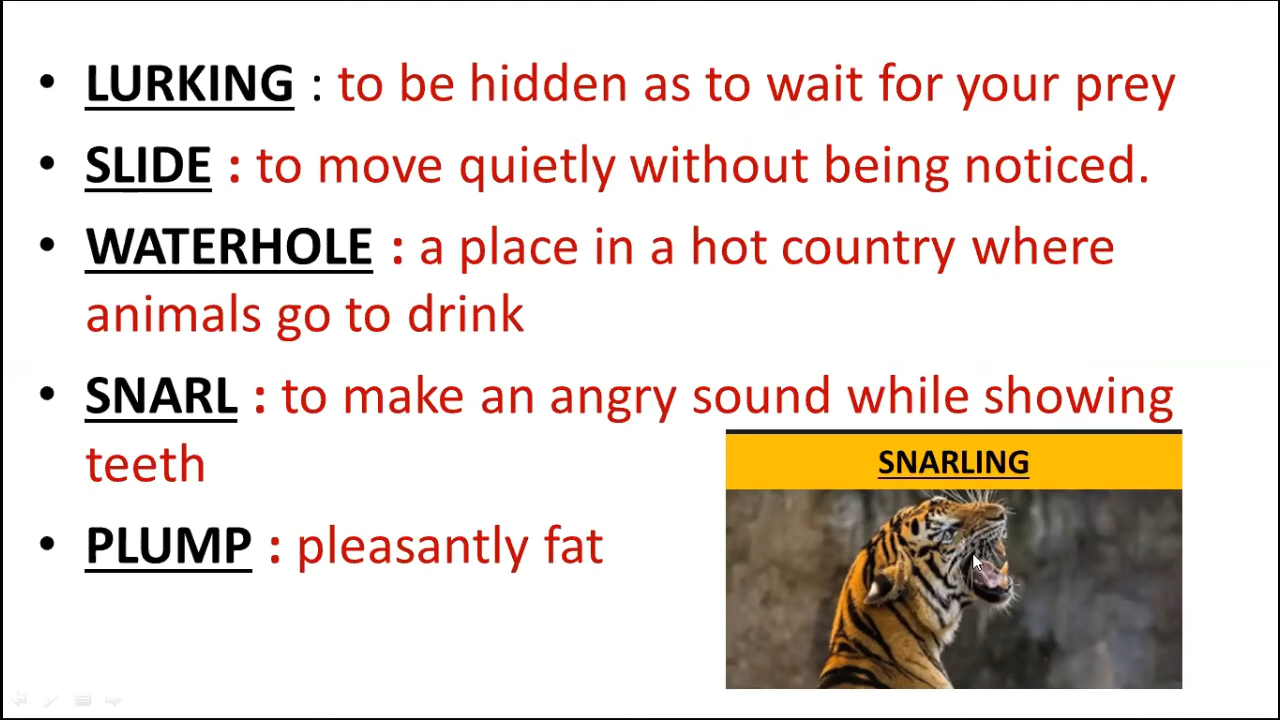 • LURKING : to be hidden as to wait for your prey
• SLIDE : to move quietly without being noticed.
• WATERHOLE : a place in a hot country where
animals go to drink
• SNARL : to make an angry sound while showing
teeth
SNARLING
• PLUMP : pleasantly fat